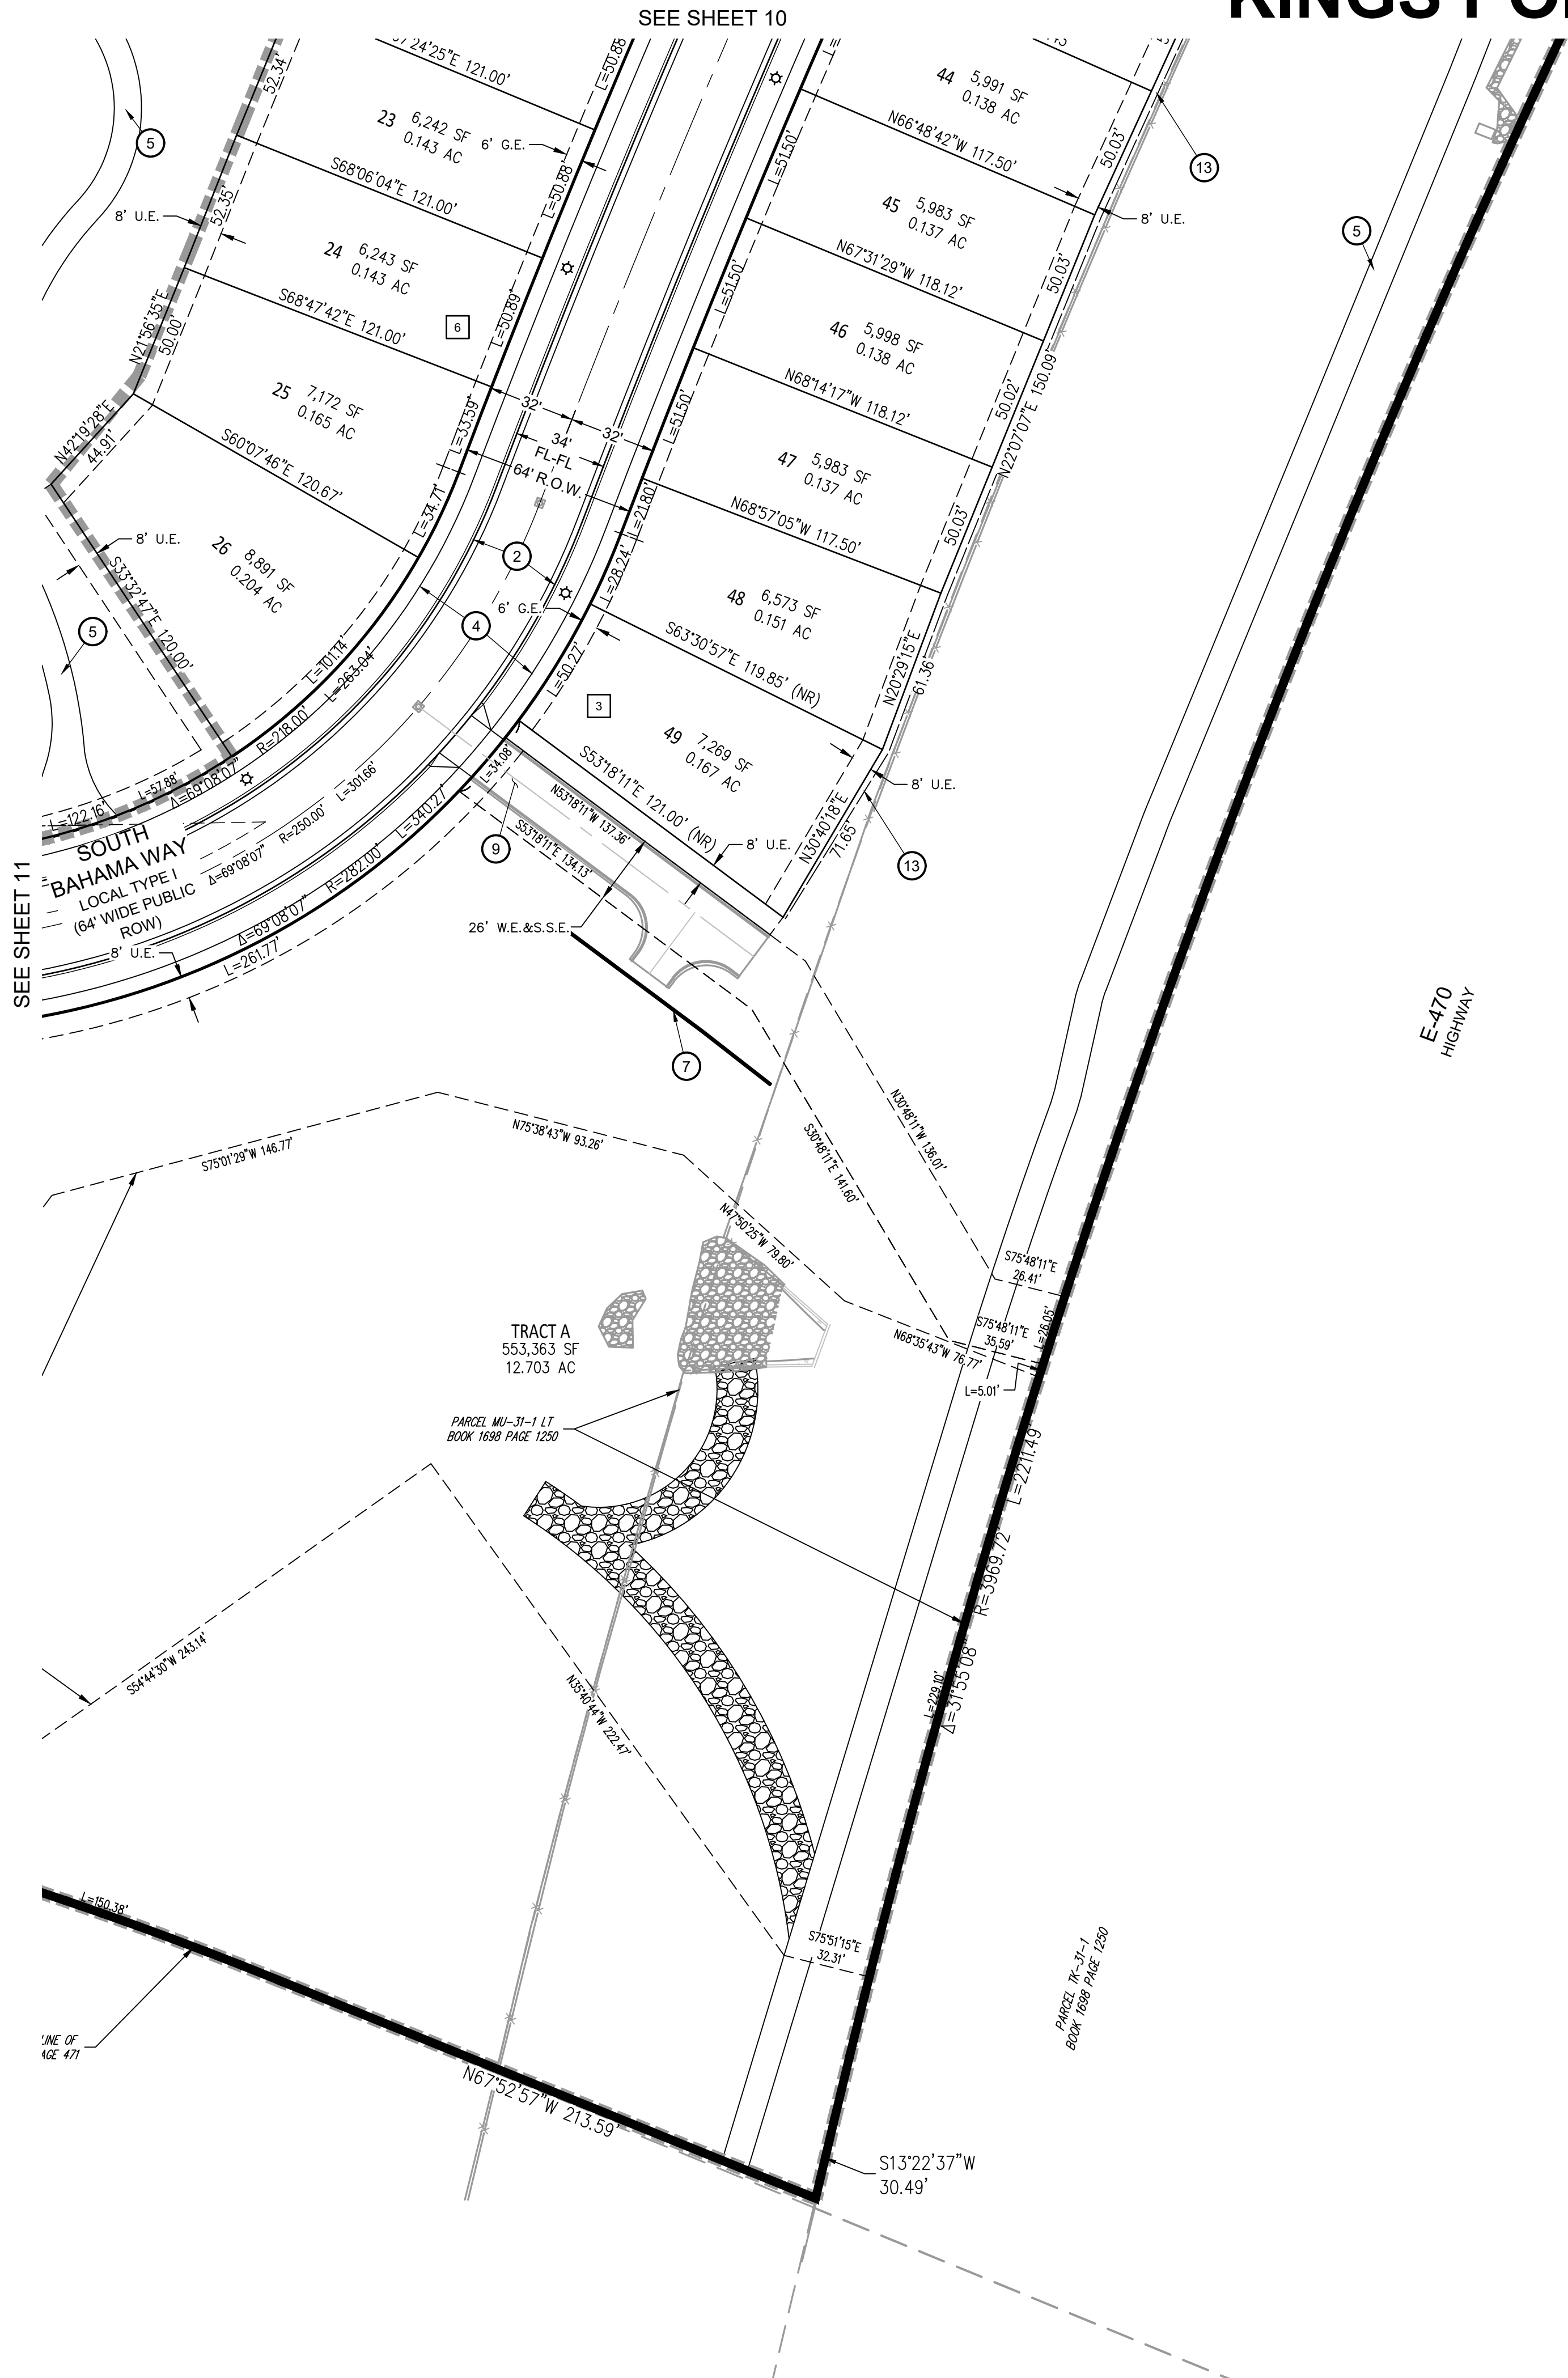 KINGS PO
SEE SHEET 10
SEE SHEET 11
52.34'
24'25"E 121.00'
L=50.88'
5
23
6,242 SF
0.143 AC
6' G.E.
S68°06'04"E 121.00'
L=50.88'
8' U.E.
52.35'
24
6,243 SF
0.143 AC
S68°47'42"E 121.00'
L=50.89'
6
N21°56'35"E
50.00'
25
7,172 SF
0.165 AC
S60°07'46"E 120.67'
L=33.59'
N42°19'28"E
44.91'
L=34.71'
8' U.E.
26
8,891 SF
0.204 AC
S33°32'47"E 120.00'
5
L=101.14'
L=263.04'
R=218.00'
Δ=69°08'07"
L=57.88'
L=122.16'
32'
32'
34'
FL-FL
64' R.O.W.
2
4
6' G.E.
44
5,991 SF
0.138 AC
N66°48'42"W 117.50'
50.03'
13
L=51.50'
45
5,983 SF
0.137 AC
8' U.E.
N67°31'29"W 118.12'
50.03'
L=51.50'
46
5,998 SF
0.138 AC
N68°14'17"W 118.12'
50.02'
N22°07'07"E 150.09'
L=51.50'
47
5,983 SF
0.137 AC
N68°57'05"W 117.50'
50.03'
L=21.80'
L=28.24'
48
6,573 SF
0.151 AC
S63°30'57"E 119.85' (NR)
N20°29'15"E
61.36'
L=50.27'
3
49
7,269 SF
0.167 AC
S53°18'11"E 121.00' (NR)
8' U.E.
8' U.E.
N30°40'18"E
71.65'
13
5
L=34.08'
N53°18'11"W 137.36'
S53°18'11"E 134.13'
9
26' W.E.&S.S.E.
7
SOUTH
BAHAMA WAY
LOCAL TYPE I
(64' WIDE PUBLIC
ROW)
L=301.66'
R=250.00'
Δ=69°08'07"
L=340.27'
R=282.00'
Δ=69°08'07"
L=261.77'
8' U.E.
E-470
HIGHWAY
S75°01'29"W 146.77'
N75°38'43"W 93.26'
N47°50'25"W 79.80'
S30°48'11"E 141.60'
N30°48'11"W 136.01'
S75°48'11"E
26.41'
S75°48'11"E
35.59'
L=26.05'
N68°35'43"W 76.77'
L=5.01'
TRACT A
553,363 SF
12.703 AC
PARCEL MU-31-1 LT
BOOK 1698 PAGE 1250
L=2211.49'
R=3969.72'
Δ=31°55'08"
L=229.10'
S54°44'30"W 243.14'
N35°40'44"W 222.47'
L=150.38'
S75°51'15"E
32.31'
PARCEL TK-31-1
BOOK 1698 PAGE 1250
LINE OF
AGE 471
N67°52'57"W 213.59'
S13°22'37"W
30.49'